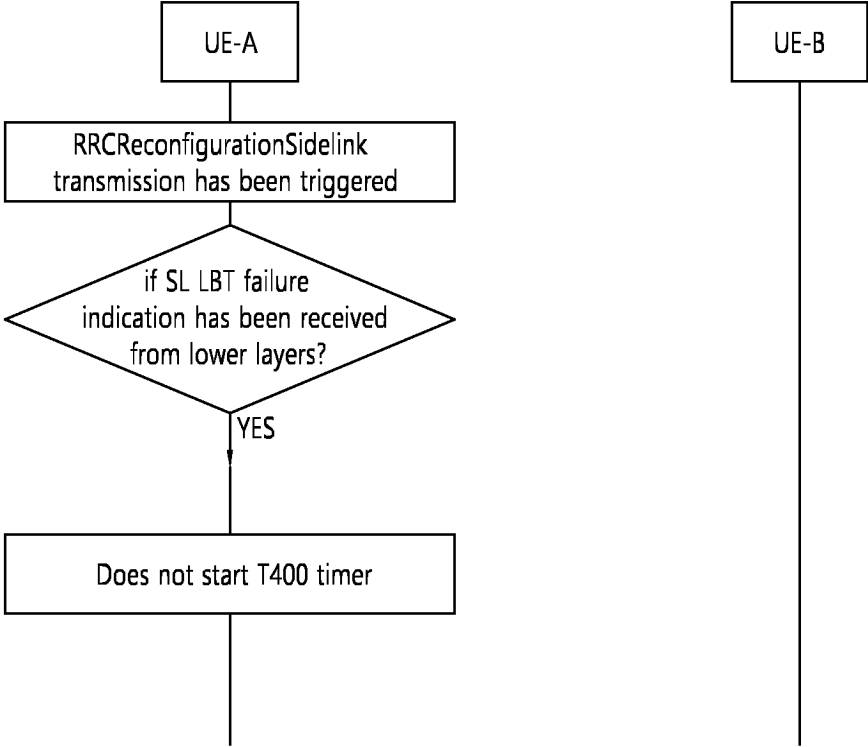 UE-A
UE-B
RRCReconfigurationSidelink
transmission has been triggered
if SL LBT failure
indication has been received
from lower layers?
YES
Does not start T400 timer